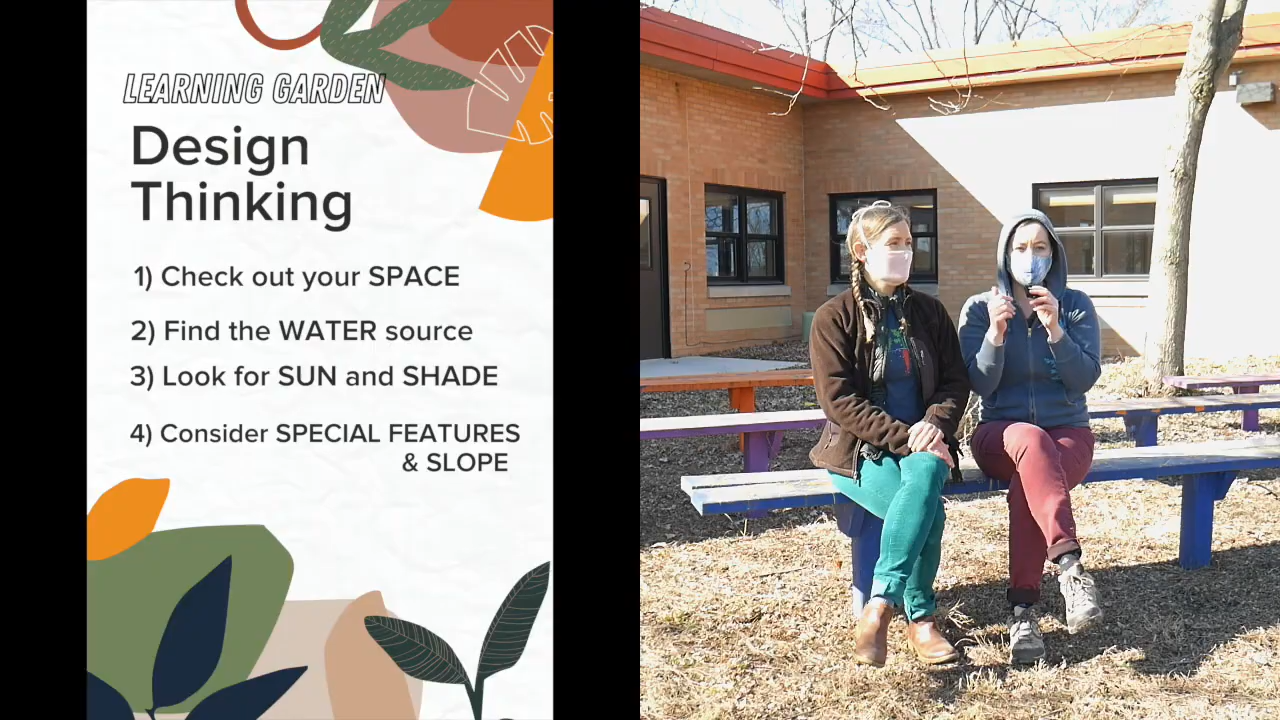 LEARNING GARDEN
Design
Thinking
1) Check out your SPACE
2) Find the WATER source
3) Look for SUN and SHADE
4) Consider SPECIAL FEATURES
& SLOPE